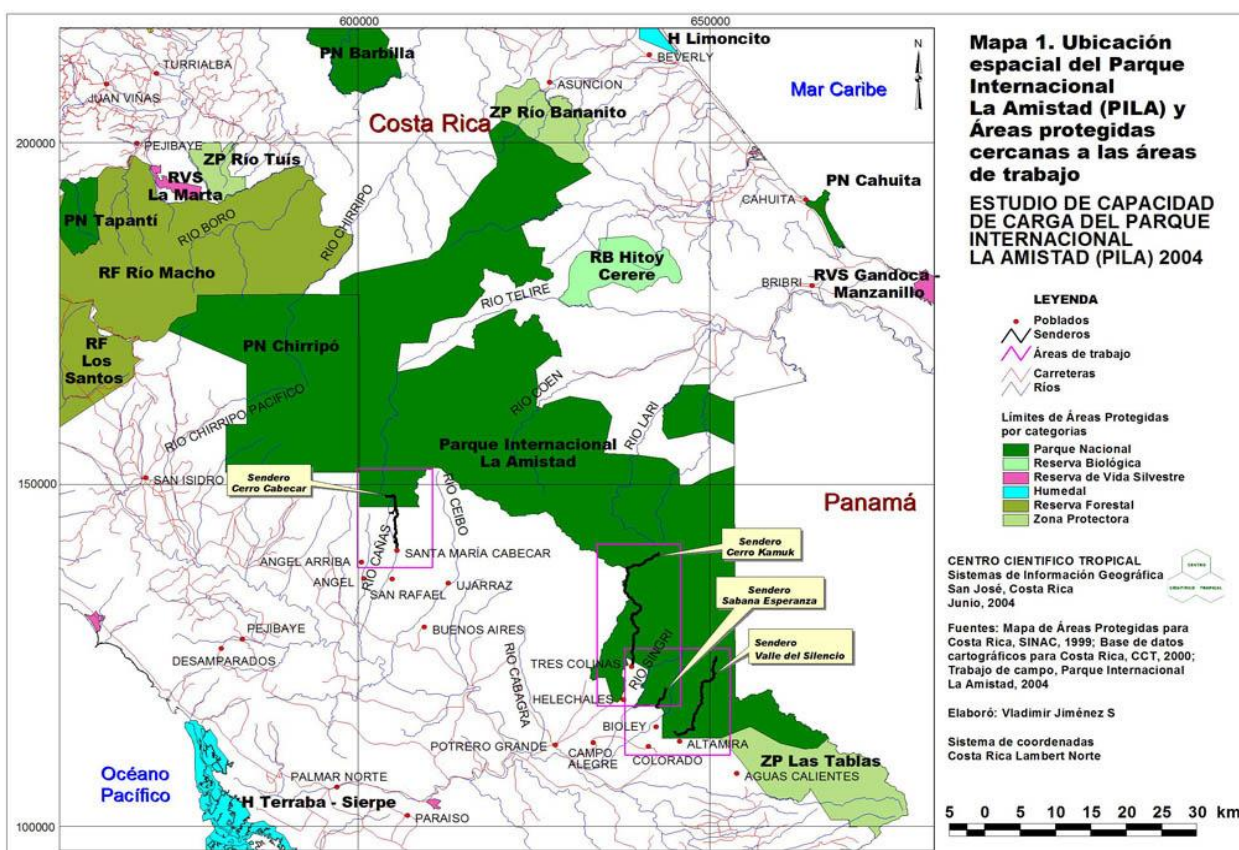 600000
650000
200000
150000
100000
PN Barbilla
H Limoncito
BEVERLY
TURRIALBA
JUAN VIÑAS
ASUNCION
Mar Caribe
N
Costa Rica
ZP Río Bananito
PEJIBAYE
ZP Río Tuis
RVS
La Marta
PN Tapantí
RIO BORO
RIO CHIRRIPO
PN Cahuita
CAHUITA
RF Río Macho
RB Hitoy
Cerere
BRIBRI
RVS Gandoca -
Manzanillo
RIO TELIRE
RF
Los
Santos
PN Chirripó
RIO CHIRRIPO PACIFICO
RIO COEN
RIO LARI
Parque Internacional
La Amistad
SAN ISIDRO
Sendero
Cerro Cabecar
RIO CEIBO
Panamá
RIO CAÑAS
SANTA MARÍA CABECAR
ANGEL ARRIBA
ANGEL
SAN RAFAEL
UJARRAZ
Sendero
Cerro Kamuk
Sendero
Sabana Esperanza
Sendero
Valle del Silencio
PEJIBAYE
DESAMPARADOS
BUENOS AIRES
RIO CABAGRA
TRES COLINAS
RIO SINGRI
HELECHALES
BIOLEY
POTRERO GRANDE
CAMPO
ALEGRE
COLORADO
ALTAMIRA
ZP Las Tablas
AGUAS CALIENTES
Océano
Pacífico
PALMAR NORTE
H Terraba - Sierpe
PARAISO
Mapa 1. Ubicación
espacial del Parque
Internacional
La Amistad (PILA) y
Áreas protegidas
cercanas a las áreas
de trabajo
ESTUDIO DE CAPACIDAD
DE CARGA DEL PARQUE
INTERNACIONAL
LA AMISTAD (PILA) 2004
LEYENDA
Poblados
Senderos
Áreas de trabajo
Carreteras
Ríos
Límites de Áreas Protegidas
por categorias
Parque Nacional
Reserva Biológica
Reserva de Vida Silvestre
Humedal
Reserva Forestal
Zona Protectora
CENTRO CIENTIFICO TROPICAL
Sistemas de Información Geográfica
San José, Costa Rica
Junio, 2004
CENTRO
CIENTIFICO TROPICAL
Fuentes: Mapa de Áreas Protegidas para
Costa Rica, SINAC, 1999; Base de datos
cartográficos para Costa Rica, CCT, 2000;
Trabajo de campo, Parque Internacional
La Amistad, 2004
Elaboró: Vladimir Jiménez S
Sistema de coordenadas
Costa Rica Lambert Norte
5 0 5 10 15 20 25 30 km